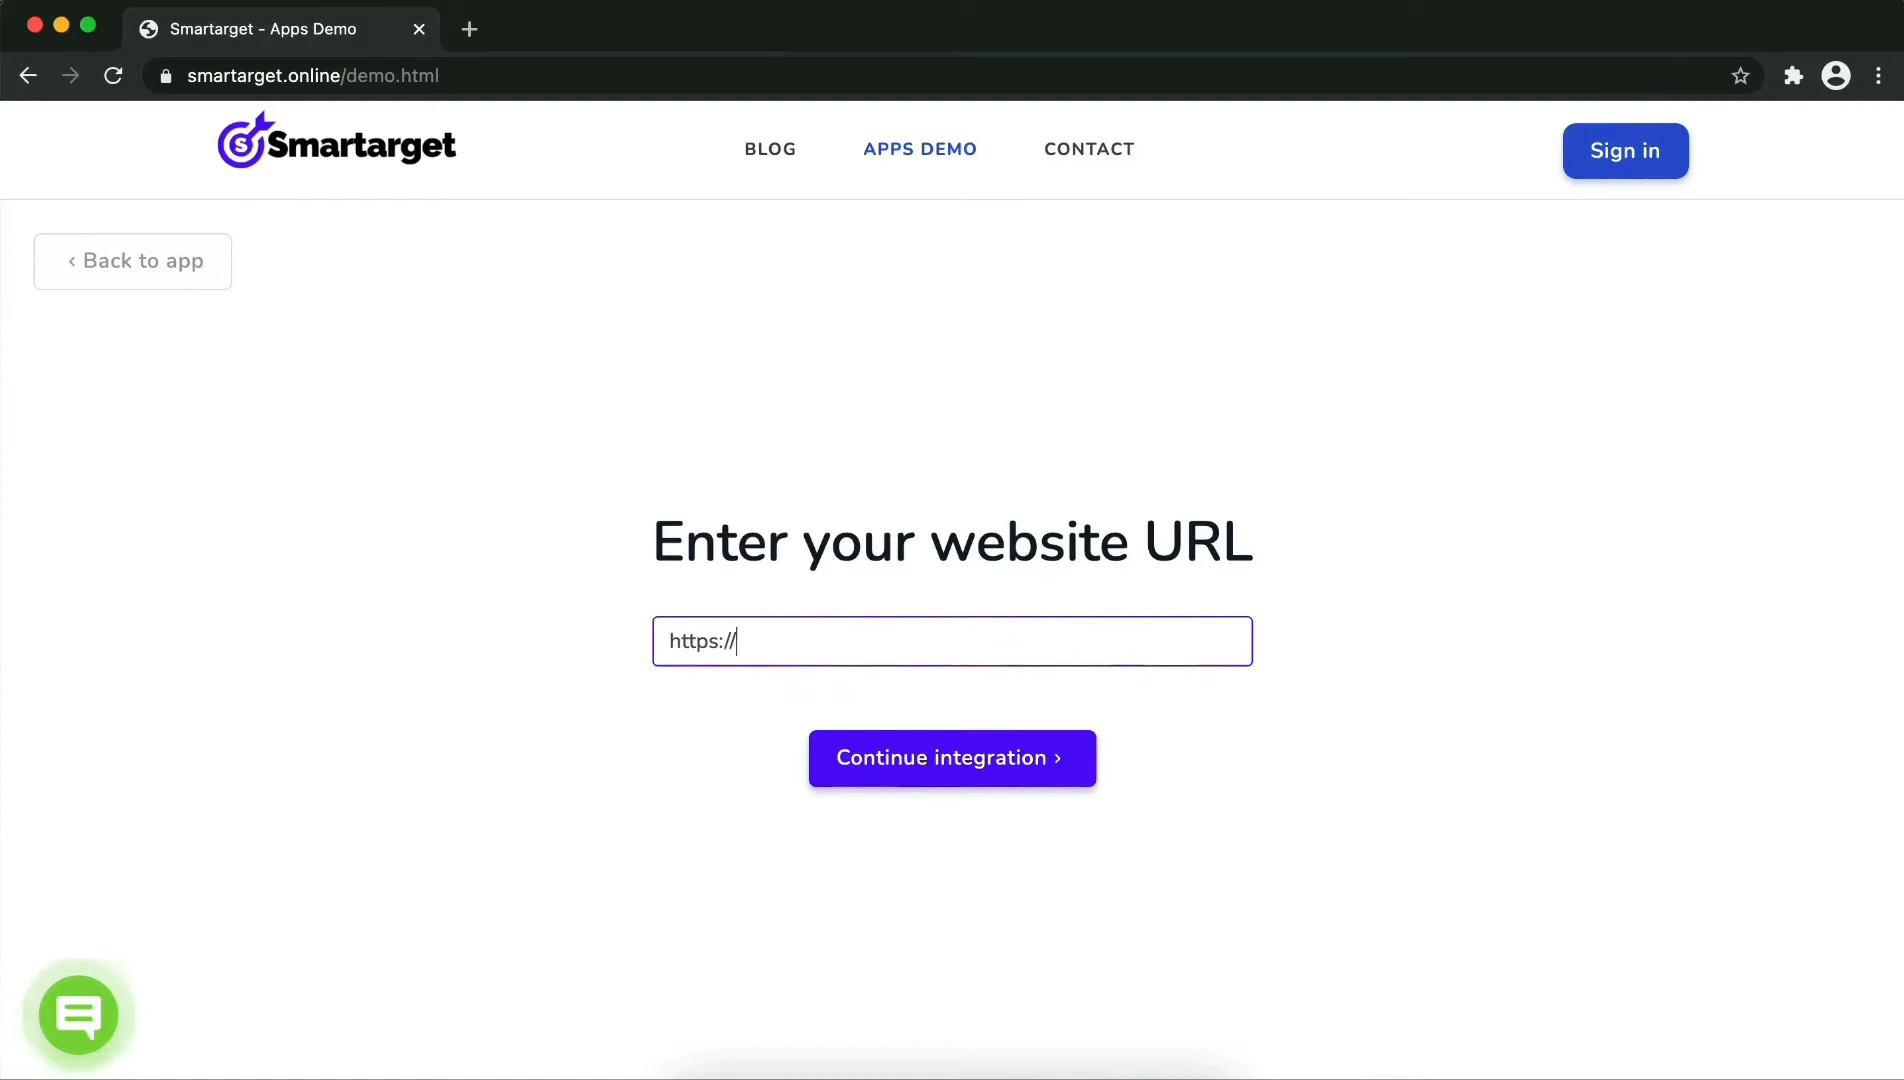 Smartarget - Apps Demo
smartarget.online/demo.html
Smartarget
BLOG
APPS DEMO
CONTACT
Sign in
‹ Back to app
Enter your website URL
https://
Continue integration ›